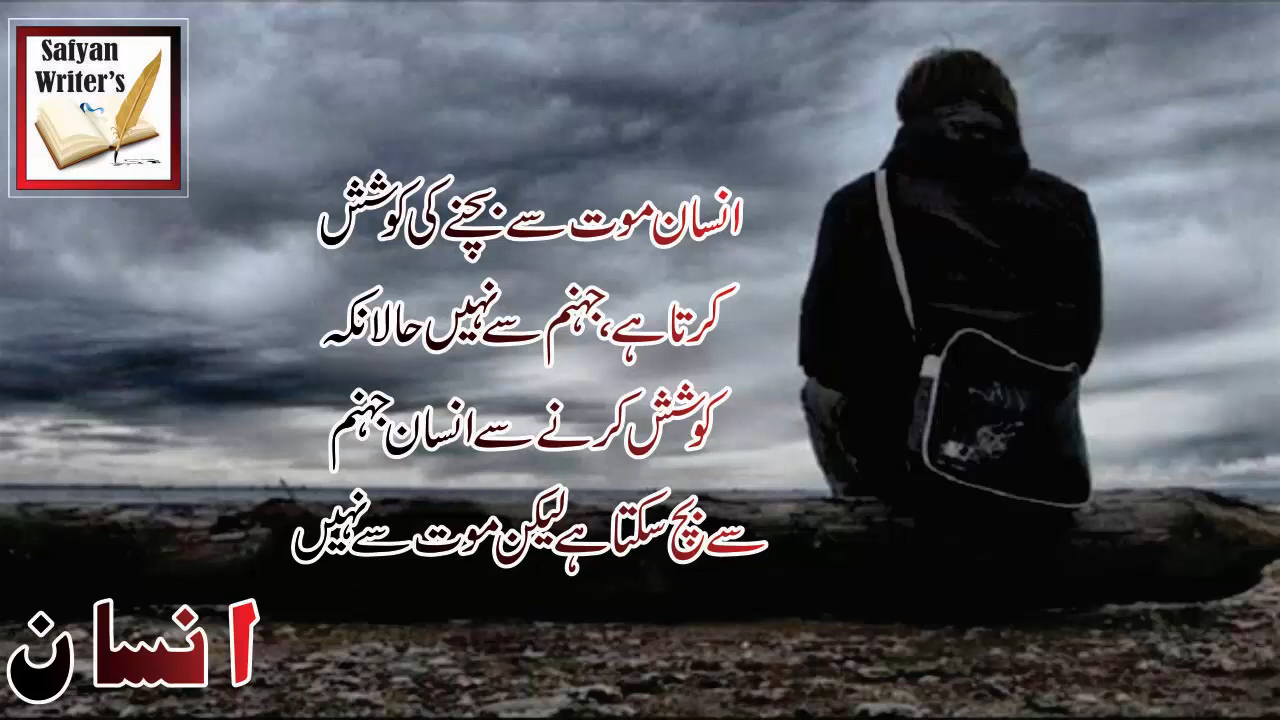 Safyan
Writer's
انسان موت سے بچنے کی کوشش
کرتا ہے، جہنم سے نہیں حالانکہ
کوشش کرنے سے انسان جہنم
سے بچ سکتا ہے لیکن موت سے نہیں
انسان